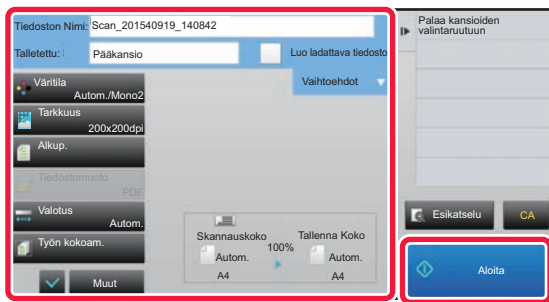 Tiedoston Nimi: Scan_201540919_140842
Talletettu: Pääkansio
Luo ladattava tiedosto
Vaihtoehdot
Väritila
Autom./Mono2
Tarkkuus
200x200dpi
Alkup.
Tiedostomuoto
PDF
Valotus
Autom.
Työn kokoam.
Muut
Skannauskoko
100%
Tallenna Koko
Autom.
Autom.
A4
A4
Palaa kansioiden
valintaruutuun
Esikatselu
CA
Aloita